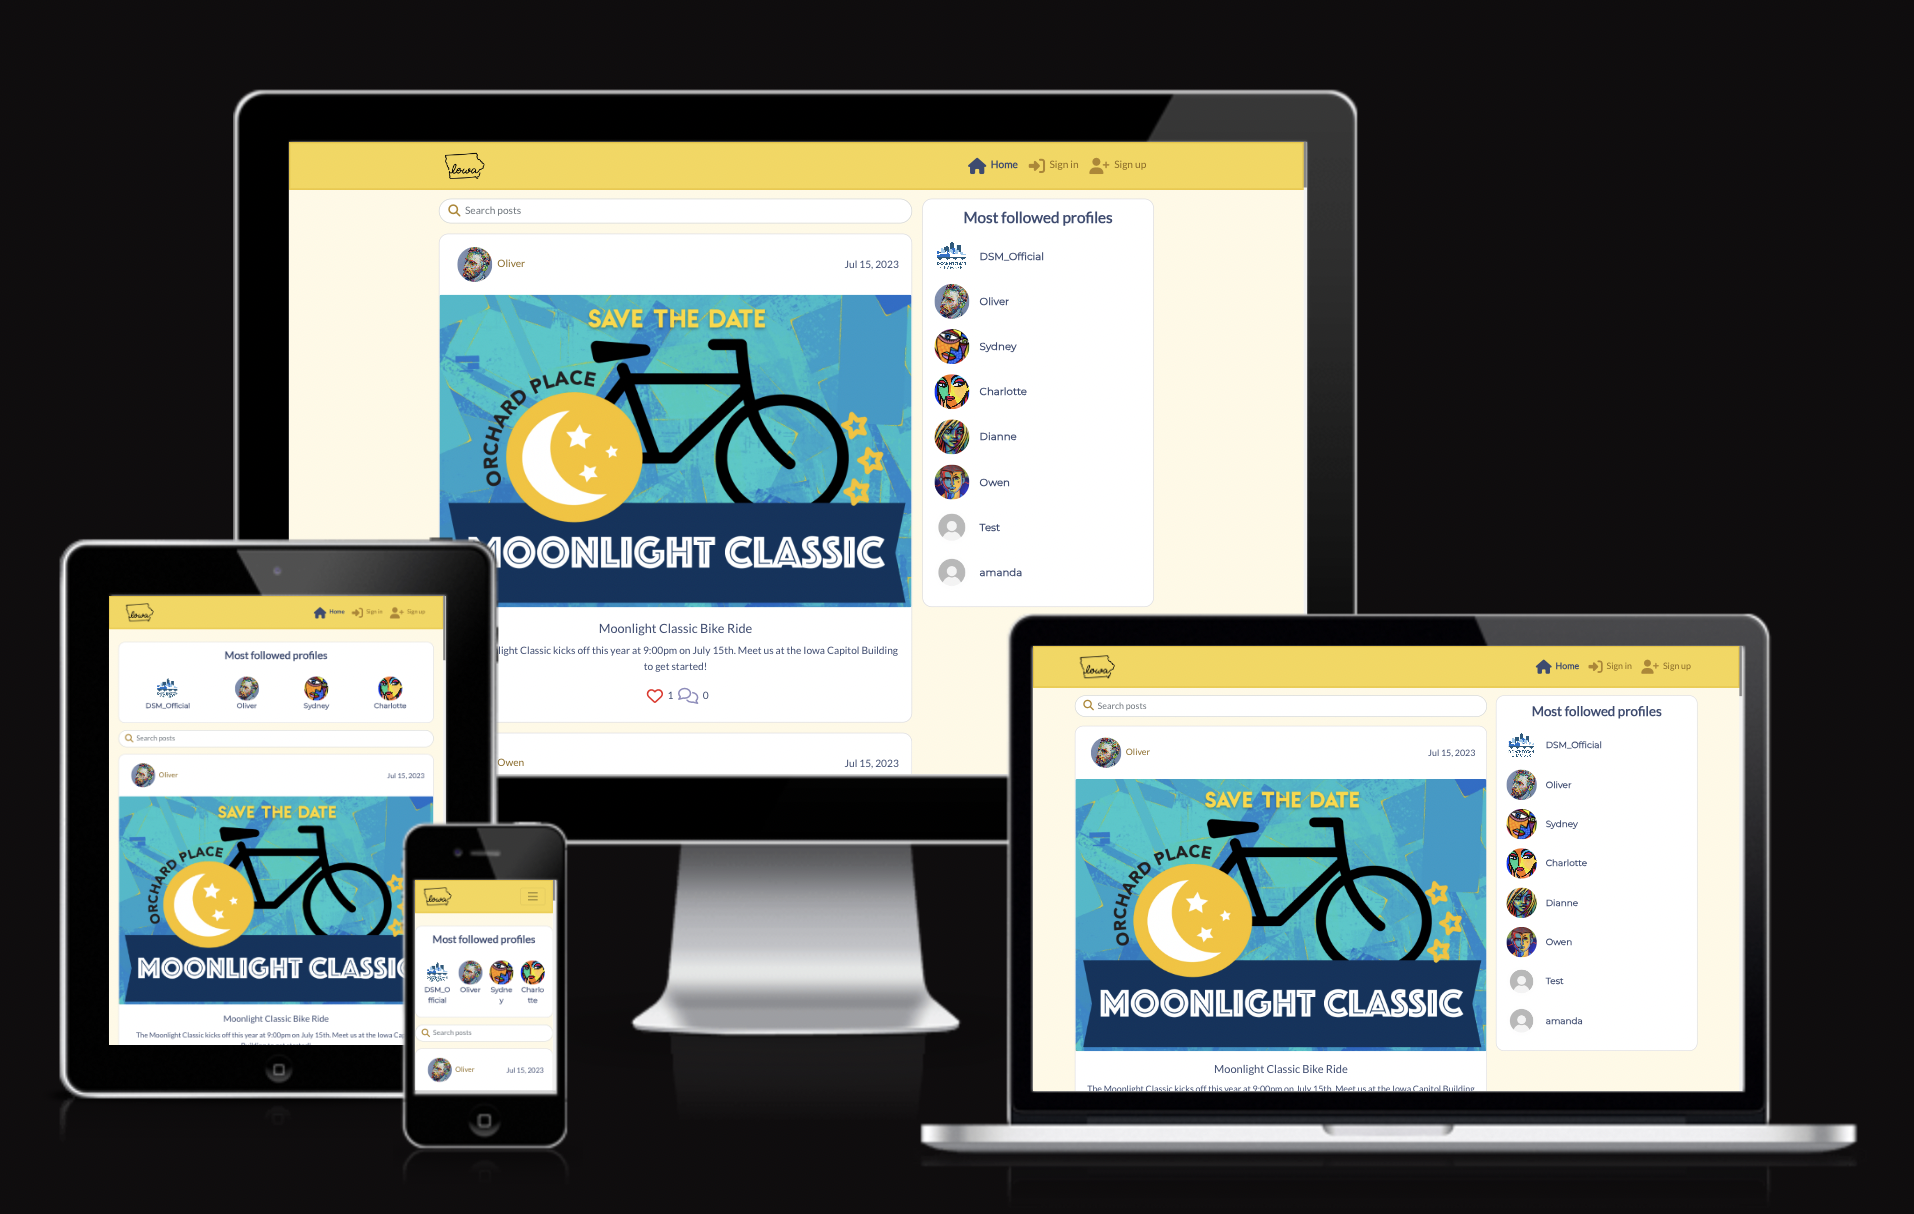 Iowa
Home
Sign in
Sign up
Search posts
Oliver
Jul 15, 2023
SAVE THE DATE
ORCHARD PLACE
MOONLIGHT CLASSIC
Moonlight Classic Bike Ride
light Classic kicks off this year at 9:00pm on July 15th. Meet us at the Iowa Capitol Building
to get started!
1
0
Owen
Jul 15, 2023
Most followed profiles
DSM_Official
Oliver
Sydney
Charlotte
Dianne
Owen
Test
amanda
Iowa
Home
Sign in
Sign up
Most followed profiles
DSM_Official
Oliver
Sydney
Charlotte
Search posts
Oliver
Jul 15, 2023
SAVE THE DATE
ORCHARD PLACE
MOONLIGHT CLASSIC
Moonlight Classic Bike Ride
The Moonlight Classic kicks off this year at 9:00pm on July 15th. Meet us at the Iowa Ca
Iowa
Most followed profiles
DSM_O
fficial
Oliver
Sydne
y
Charlo
tte
Search posts
Oliver
Jul 15, 2023
Iowa
Home
Sign in
Sign up
Search posts
Oliver
Jul 15, 2023
SAVE THE DATE
ORCHARD PLACE
MOONLIGHT CLASSIC
Moonlight Classic Bike Ride
The Moonlight Classic kicks off this year at 9:00pm on July 15th. Meet us at the Iowa Capitol Building
Most followed profiles
DSM_Official
Oliver
Sydney
Charlotte
Dianne
Owen
Test
amanda